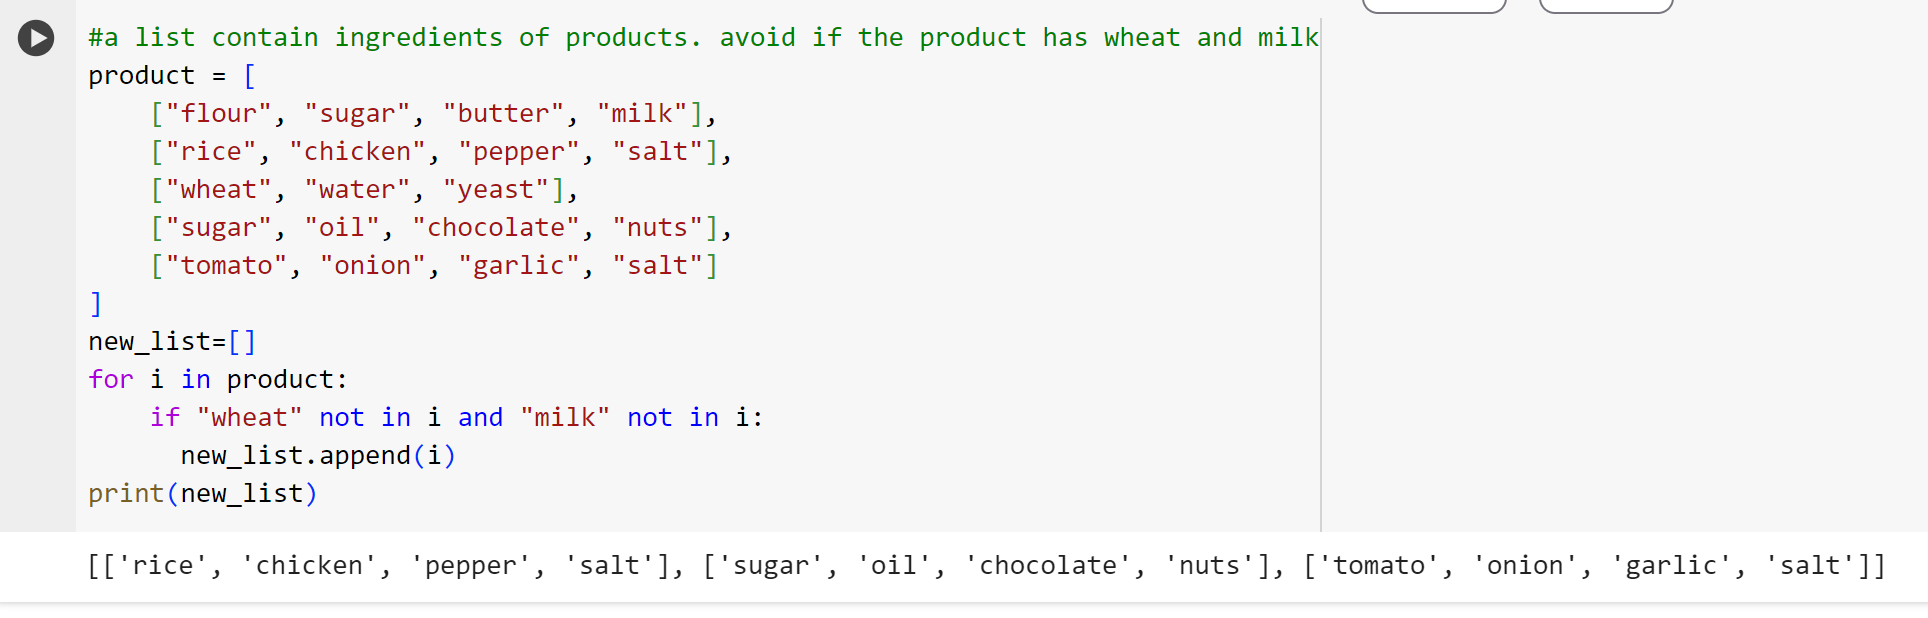 #a list contain ingredients of products. avoid if the product has wheat and milk
product = [
    ["flour", "sugar", "butter", "milk"],
    ["rice", "chicken", "pepper", "salt"],
    ["wheat", "water", "yeast"],
    ["sugar", "oil", "chocolate", "nuts"],
    ["tomato", "onion", "garlic", "salt"]
]
new_list=[]
for i in product:
    if "wheat" not in i and "milk" not in i:
      new_list.append(i)
print(new_list)
[['rice', 'chicken', 'pepper', 'salt'], ['sugar', 'oil', 'chocolate', 'nuts'], ['tomato', 'onion', 'garlic', 'salt']]